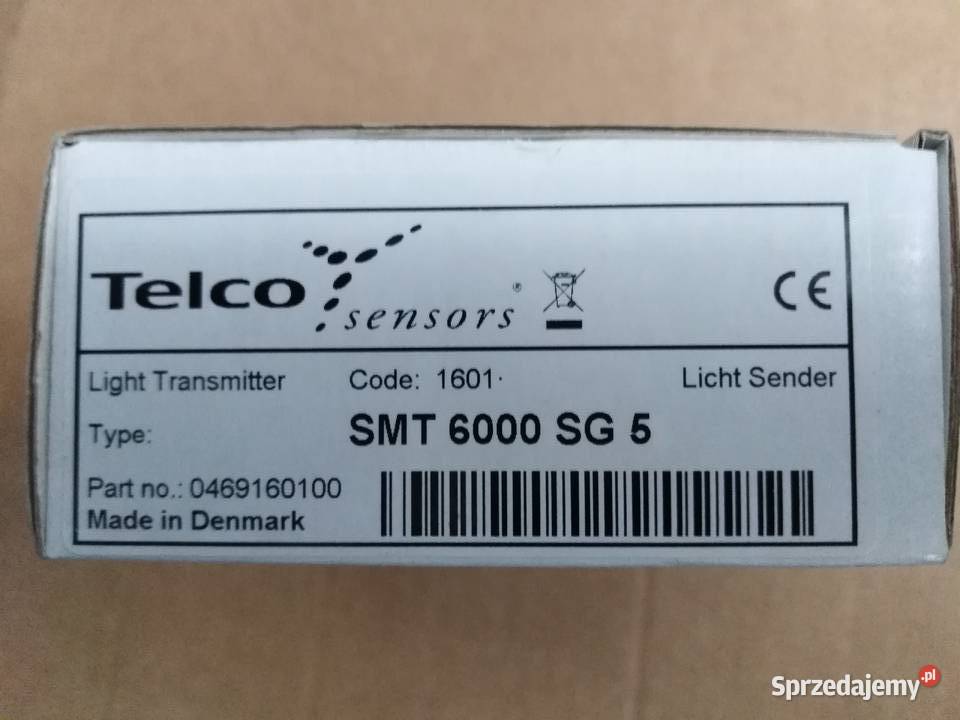 Telco sensors®
CE
Light Transmitter Code: 1601· Licht Sender
Type: SMT 6000 SG 5
Part no.: 0469160100
Made in Denmark
Sprzedajemy.pl